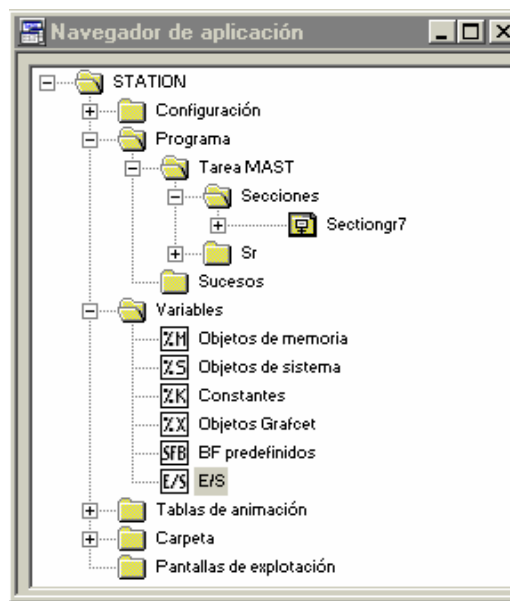 Navegador de aplicación
STATION
Configuración
Programa
Tarea MAST
Secciones
Sectiongr7
Sr
Sucesos
Variables
%M Objetos de memoria
%S Objetos de sistema
%K Constantes
%X Objetos Grafcet
SFB BF predefinidos
E/S E/S
Tablas de animación
Carpeta
Pantallas de explotación